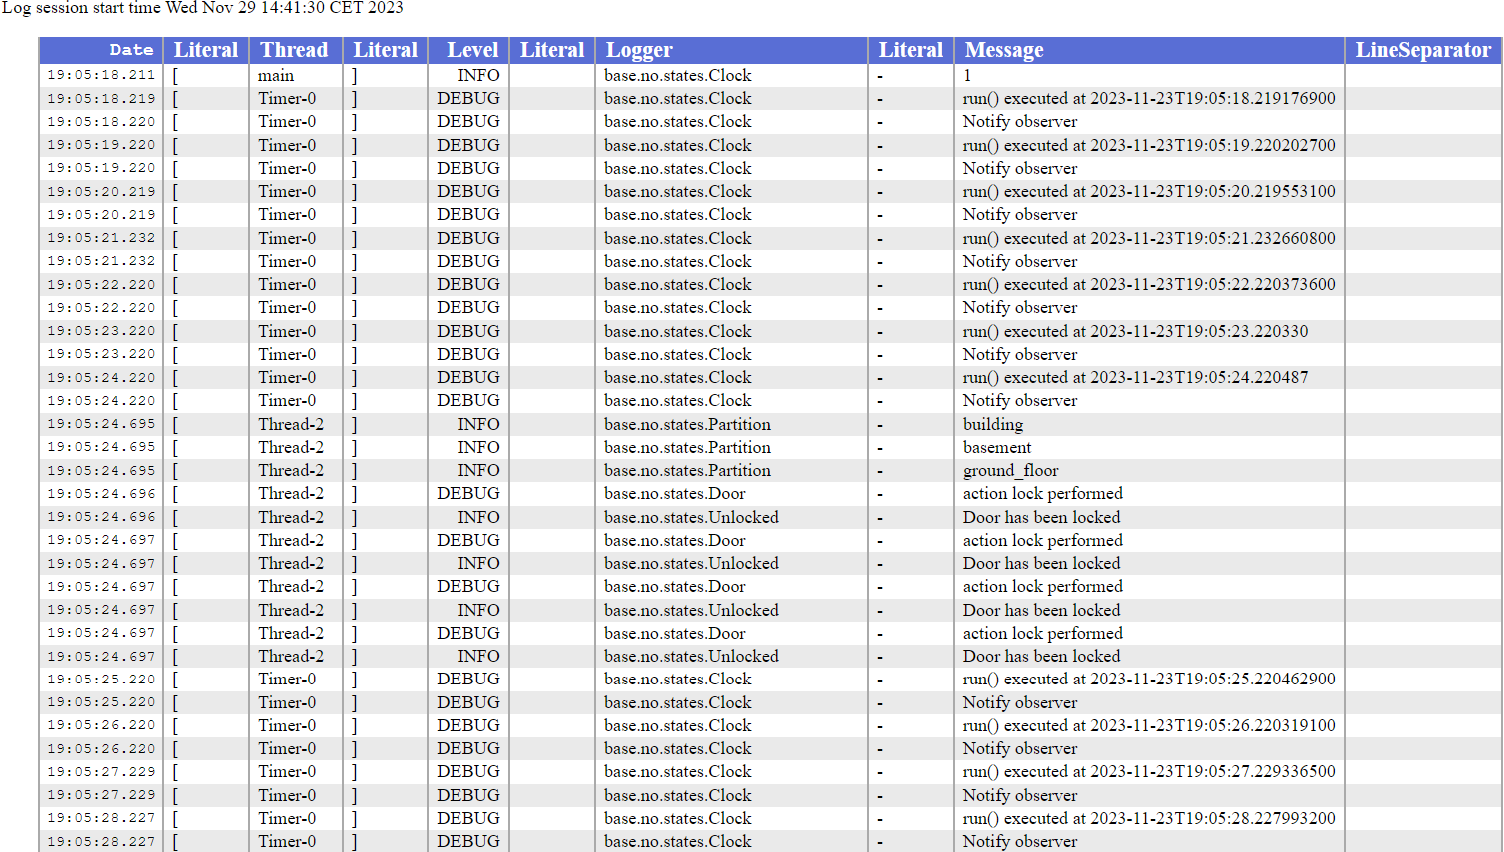 Log session start time Wed Nov 29 14:41:30 CET 2023
Date Literal Thread Literal Level Literal Logger Literal Message LineSeparator
19:05:18.211 [ main ] INFO base.no.states.Clock - 1
19:05:18.219 [ Timer-0 ] DEBUG base.no.states.Clock - run() executed at 2023-11-23T19:05:18.219176900
19:05:18.220 [ Timer-0 ] DEBUG base.no.states.Clock - Notify observer
19:05:19.220 [ Timer-0 ] DEBUG base.no.states.Clock - run() executed at 2023-11-23T19:05:19.220202700
19:05:19.220 [ Timer-0 ] DEBUG base.no.states.Clock - Notify observer
19:05:20.219 [ Timer-0 ] DEBUG base.no.states.Clock - run() executed at 2023-11-23T19:05:20.219553100
19:05:20.219 [ Timer-0 ] DEBUG base.no.states.Clock - Notify observer
19:05:21.232 [ Timer-0 ] DEBUG base.no.states.Clock - run() executed at 2023-11-23T19:05:21.232660800
19:05:21.232 [ Timer-0 ] DEBUG base.no.states.Clock - Notify observer
19:05:22.220 [ Timer-0 ] DEBUG base.no.states.Clock - run() executed at 2023-11-23T19:05:22.220373600
19:05:22.220 [ Timer-0 ] DEBUG base.no.states.Clock - Notify observer
19:05:23.220 [ Timer-0 ] DEBUG base.no.states.Clock - run() executed at 2023-11-23T19:05:23.220330
19:05:23.220 [ Timer-0 ] DEBUG base.no.states.Clock - Notify observer
19:05:24.220 [ Timer-0 ] DEBUG base.no.states.Clock - run() executed at 2023-11-23T19:05:24.220487
19:05:24.220 [ Timer-0 ] DEBUG base.no.states.Clock - Notify observer
19:05:24.695 [ Thread-2 ] INFO base.no.states.Partition - building
19:05:24.695 [ Thread-2 ] INFO base.no.states.Partition - basement
19:05:24.695 [ Thread-2 ] INFO base.no.states.Partition - ground_floor
19:05:24.696 [ Thread-2 ] DEBUG base.no.states.Door - action lock performed
19:05:24.696 [ Thread-2 ] INFO base.no.states.Unlocked - Door has been locked
19:05:24.697 [ Thread-2 ] DEBUG base.no.states.Door - action lock performed
19:05:24.697 [ Thread-2 ] INFO base.no.states.Unlocked - Door has been locked
19:05:24.697 [ Thread-2 ] DEBUG base.no.states.Door - action lock performed
19:05:24.697 [ Thread-2 ] INFO base.no.states.Unlocked - Door has been locked
19:05:24.697 [ Thread-2 ] DEBUG base.no.states.Door - action lock performed
19:05:24.697 [ Thread-2 ] INFO base.no.states.Unlocked - Door has been locked
19:05:25.220 [ Timer-0 ] DEBUG base.no.states.Clock - run() executed at 2023-11-23T19:05:25.220462900
19:05:25.220 [ Timer-0 ] DEBUG base.no.states.Clock - Notify observer
19:05:26.220 [ Timer-0 ] DEBUG base.no.states.Clock - run() executed at 2023-11-23T19:05:26.220319100
19:05:26.220 [ Timer-0 ] DEBUG base.no.states.Clock - Notify observer
19:05:27.229 [ Timer-0 ] DEBUG base.no.states.Clock - run() executed at 2023-11-23T19:05:27.229336500
19:05:27.229 [ Timer-0 ] DEBUG base.no.states.Clock - Notify observer
19:05:28.227 [ Timer-0 ] DEBUG base.no.states.Clock - run() executed at 2023-11-23T19:05:28.227993200
19:05:28.227 [ Timer-0 ] DEBUG base.no.states.Clock - Notify observer